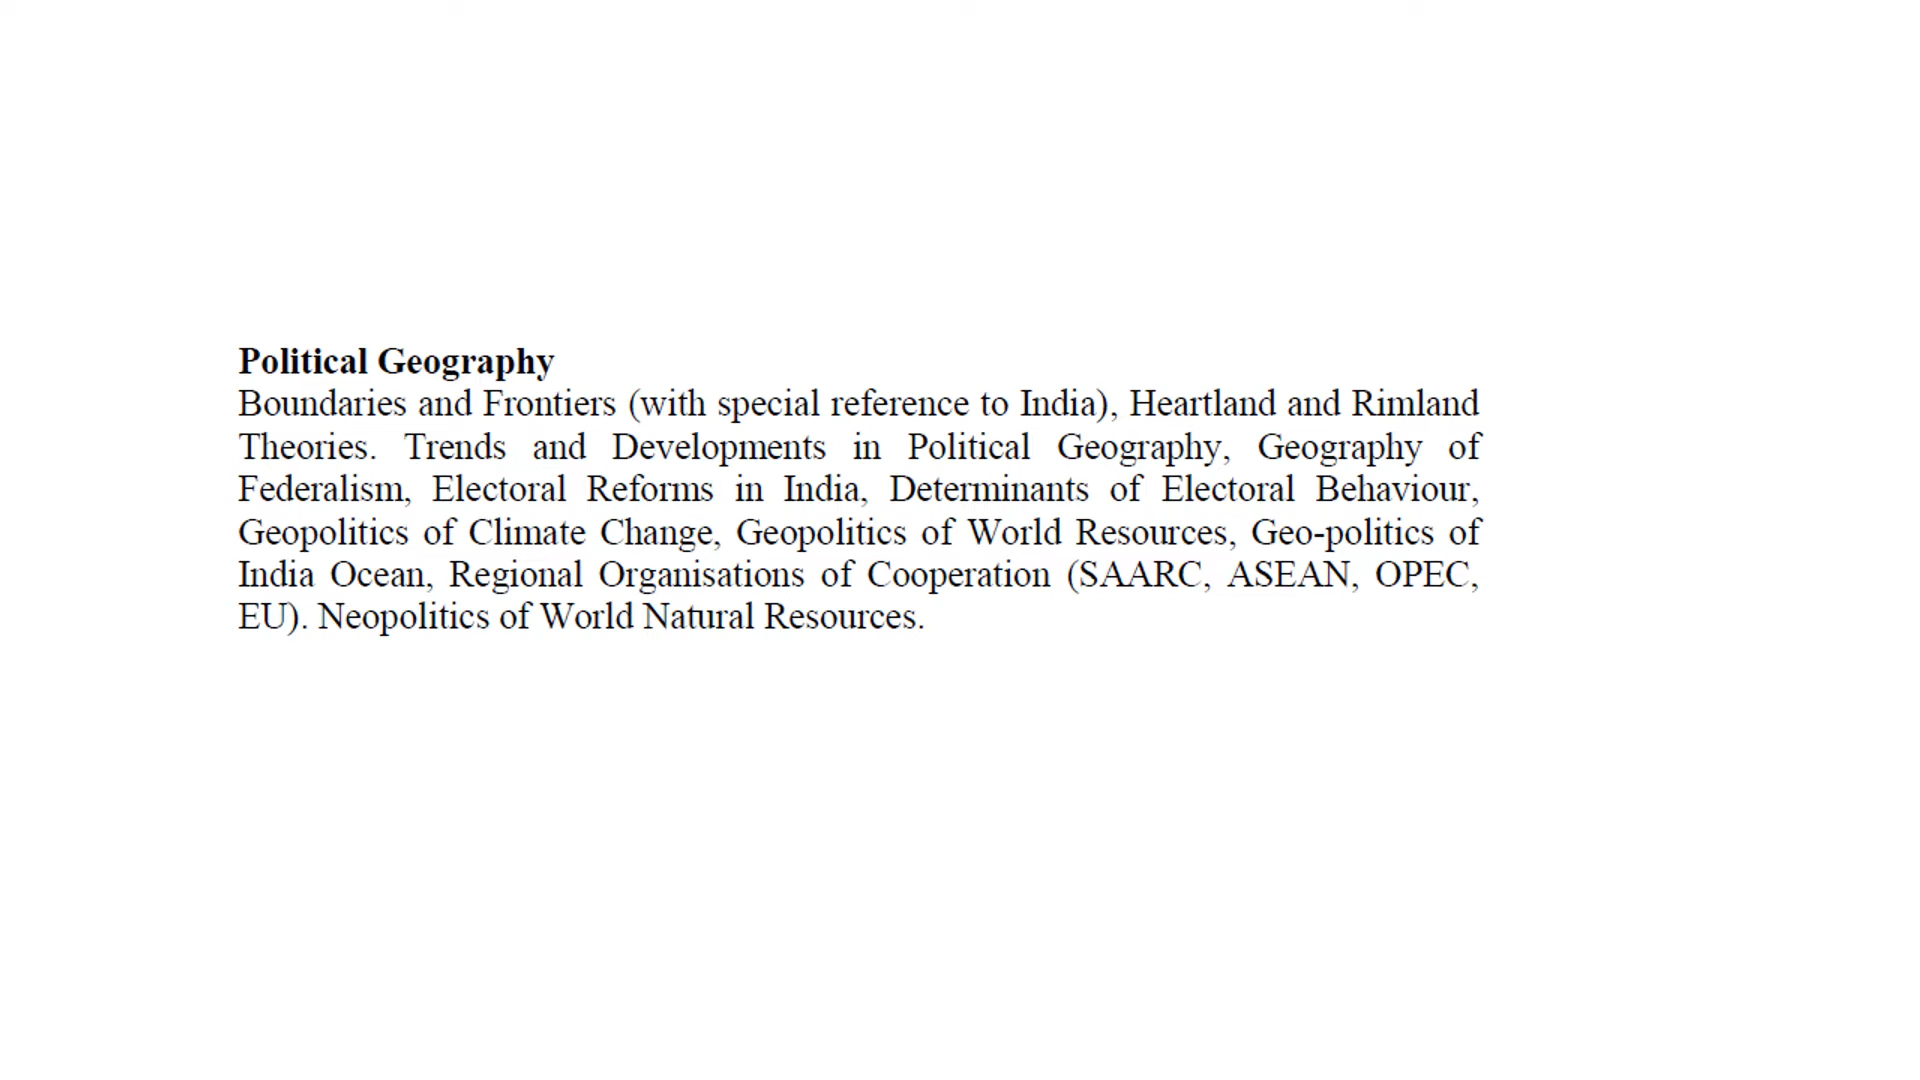 Political Geography
Boundaries and Frontiers (with special reference to India), Heartland and Rimland
Theories. Trends and Developments in Political Geography, Geography of
Federalism, Electoral Reforms in India, Determinants of Electoral Behaviour,
Geopolitics of Climate Change, Geopolitics of World Resources, Geo-politics of
India Ocean, Regional Organisations of Cooperation (SAARC, ASEAN, OPEC,
EU). Neopolitics of World Natural Resources.